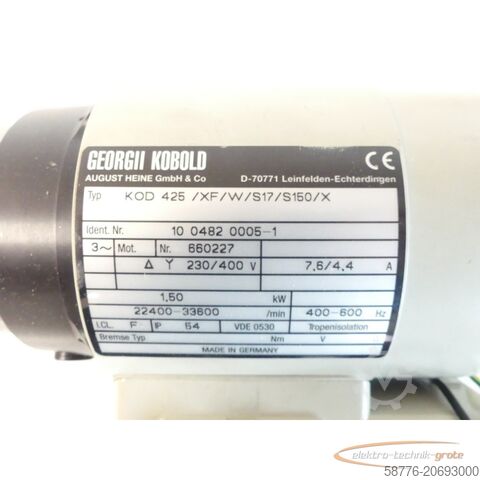 GEORGII KOBOLD
AUGUST HEINE GmbH & Co D-70771 Leinfelden-Echterdingen
CE
Typ KOD 425 /XF/W/S17/S150/X
Ident. Nr. 10 0482 0005-1
3~ Mot. Nr. 660227
Δ Y 230/400 V 7,6/4,4 A
1,50 kW
22400-33600 /min 400-600 Hz
I.CL. F IP 54 VDE 0530 Tropenisolation
Bremse Typ Nm V
MADE IN GERMANY
elektro-technik-grote
58776-20693000